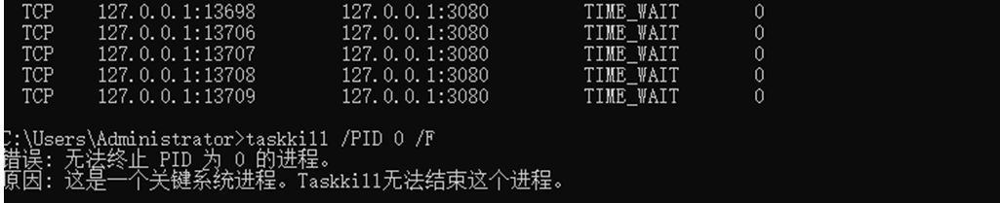 TCP 127.0.0.1:13698 127.0.0.1:3080 TIME_WAIT 0
TCP 127.0.0.1:13706 127.0.0.1:3080 TIME_WAIT 0
TCP 127.0.0.1:13707 127.0.0.1:3080 TIME_WAIT 0
TCP 127.0.0.1:13708 127.0.0.1:3080 TIME_WAIT 0
TCP 127.0.0.1:13709 127.0.0.1:3080 TIME_WAIT 0
C:\Users\Administrator>taskkill /PID 0 /F
错误: 无法终止 PID 为 0 的进程。
原因: 这是一个关键系统进程。Taskkill无法结束这个进程。